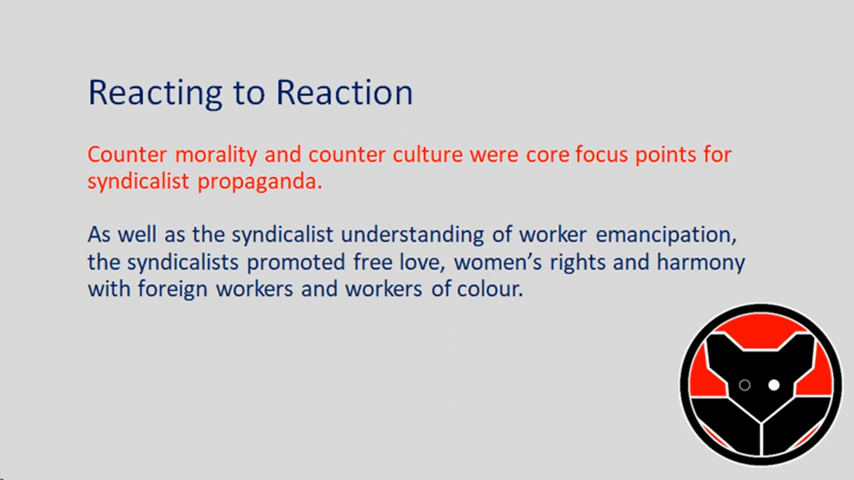 Reacting to Reaction
Counter morality and counter culture were core focus points for
syndicalist propaganda.
As well as the syndicalist understanding of worker emancipation,
the syndicalists promoted free love, women's rights and harmony
with foreign workers and workers of colour.